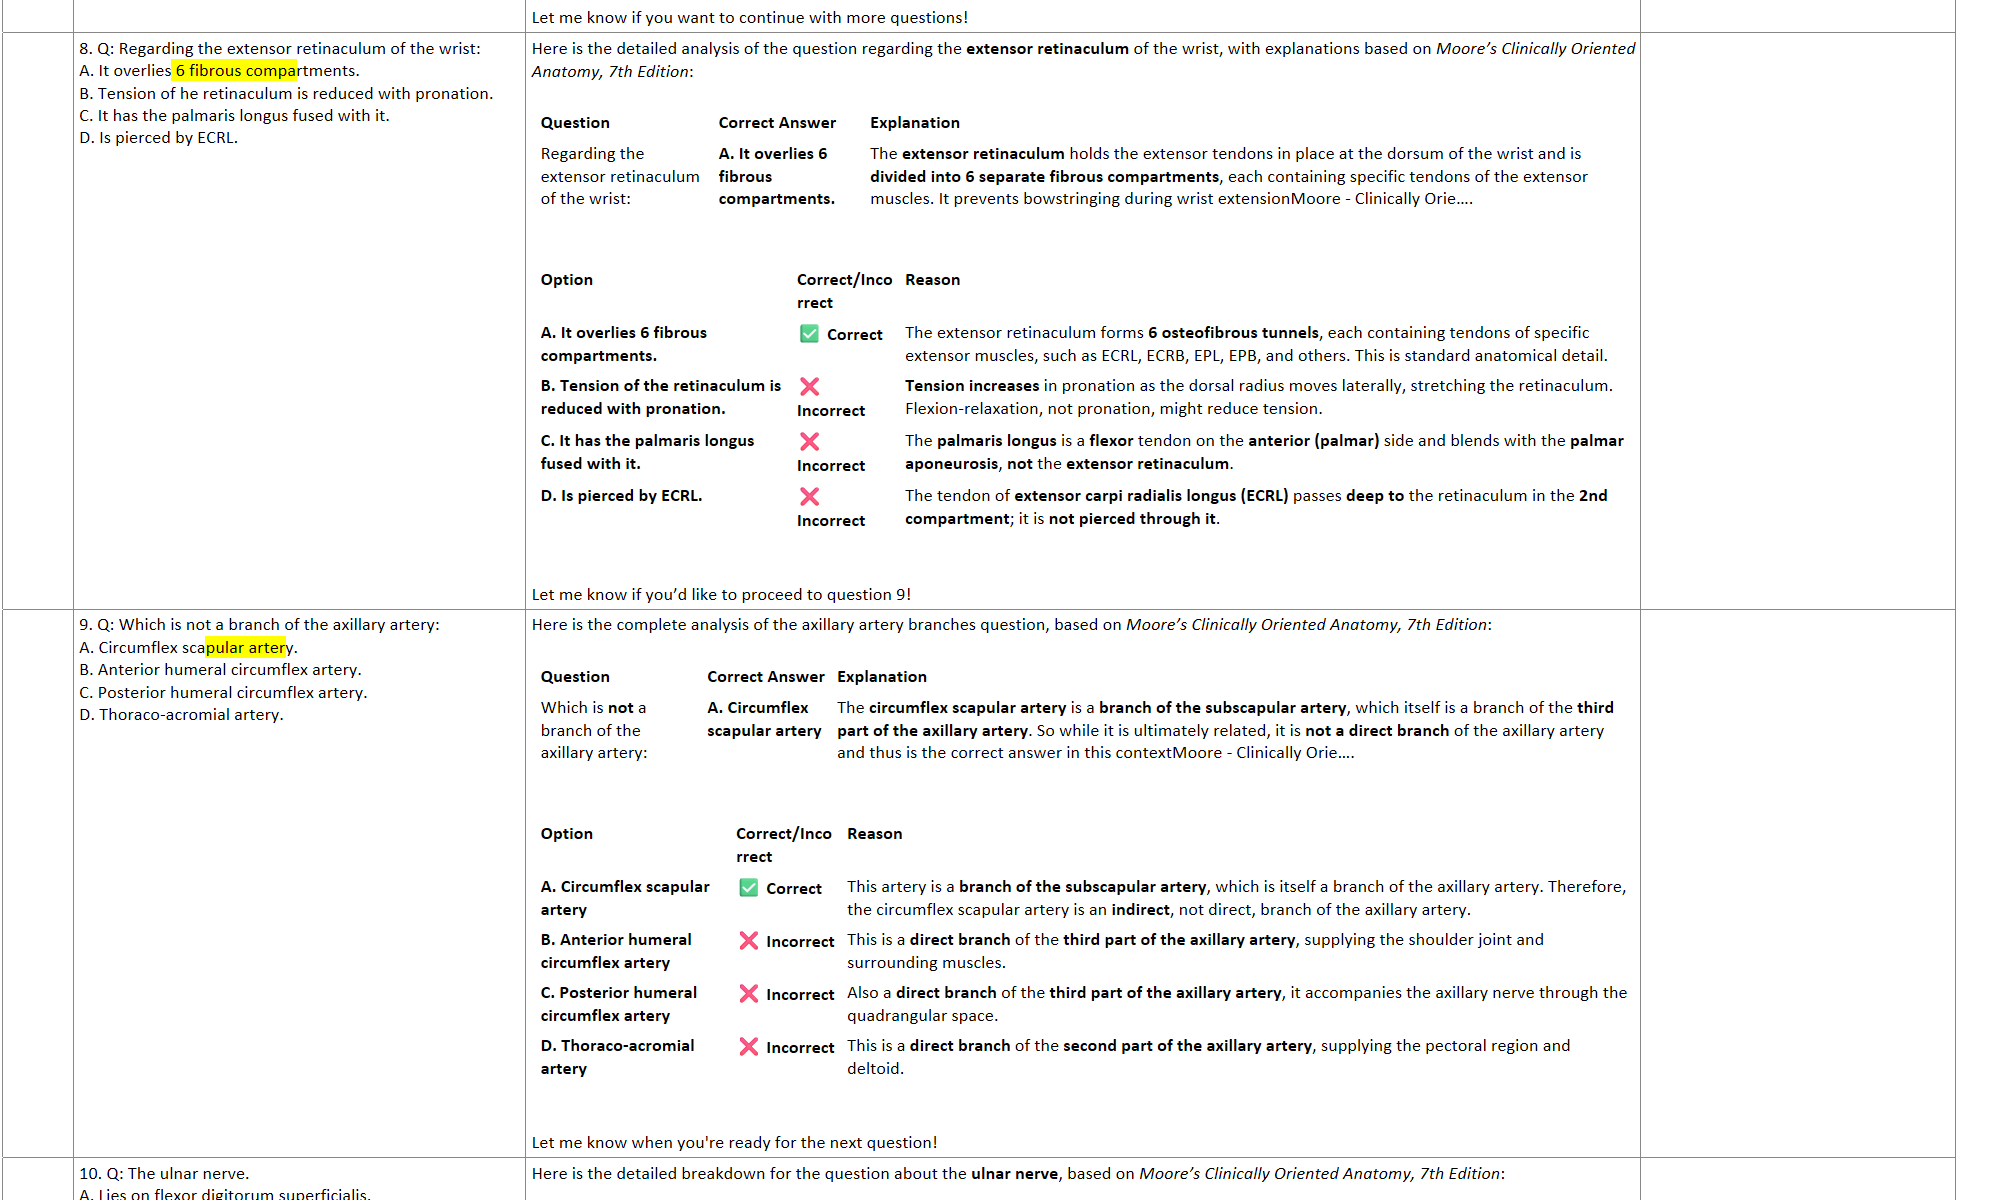 Let me know if you want to continue with more questions!
8. Q: Regarding the extensor retinaculum of the wrist:
A. It overlies 6 fibrous compartments.
B. Tension of he retinaculum is reduced with pronation.
C. It has the palmaris longus fused with it.
D. Is pierced by ECRL.
Here is the detailed analysis of the question regarding the extensor retinaculum of the wrist, with explanations based on Moore’s Clinically Oriented
Anatomy, 7th Edition:
Question Correct Answer Explanation
Regarding the
extensor retinaculum
of the wrist:
A. It overlies 6
fibrous
compartments.
The extensor retinaculum holds the extensor tendons in place at the dorsum of the wrist and is
divided into 6 separate fibrous compartments, each containing specific tendons of the extensor
muscles. It prevents bowstringing during wrist extensionMoore - Clinically Orie….
Option Correct/Inco Reason
rrect
A. It overlies 6 fibrous
compartments.
✅ Correct
The extensor retinaculum forms 6 osteofibrous tunnels, each containing tendons of specific
extensor muscles, such as ECRL, ECRB, EPL, EPB, and others. This is standard anatomical detail.
B. Tension of the retinaculum is
reduced with pronation.
❌
Incorrect
Tension increases in pronation as the dorsal radius moves laterally, stretching the retinaculum.
Flexion-relaxation, not pronation, might reduce tension.
C. It has the palmaris longus
fused with it.
❌
Incorrect
The palmaris longus is a flexor tendon on the anterior (palmar) side and blends with the palmar
aponeurosis, not the extensor retinaculum.
D. Is pierced by ECRL.
❌
Incorrect
The tendon of extensor carpi radialis longus (ECRL) passes deep to the retinaculum in the 2nd
compartment; it is not pierced through it.
Let me know if you’d like to proceed to question 9!
9. Q: Which is not a branch of the axillary artery:
A. Circumflex scapular artery.
B. Anterior humeral circumflex artery.
C. Posterior humeral circumflex artery.
D. Thoraco-acromial artery.
Here is the complete analysis of the axillary artery branches question, based on Moore’s Clinically Oriented Anatomy, 7th Edition:
Question Correct Answer Explanation
Which is not a
branch of the
axillary artery:
A. Circumflex
scapular artery
The circumflex scapular artery is a branch of the subscapular artery, which itself is a branch of the third
part of the axillary artery. So while it is ultimately related, it is not a direct branch of the axillary artery
and thus is the correct answer in this contextMoore - Clinically Orie….
Option Correct/Inco Reason
rrect
A. Circumflex scapular
artery
✅ Correct
This artery is a branch of the subscapular artery, which is itself a branch of the axillary artery. Therefore,
the circumflex scapular artery is an indirect, not direct, branch of the axillary artery.
B. Anterior humeral
circumflex artery
❌ Incorrect
This is a direct branch of the third part of the axillary artery, supplying the shoulder joint and
surrounding muscles.
C. Posterior humeral
circumflex artery
❌ Incorrect
Also a direct branch of the third part of the axillary artery, it accompanies the axillary nerve through the
quadrangular space.
D. Thoraco-acromial
artery
❌ Incorrect
This is a direct branch of the second part of the axillary artery, supplying the pectoral region and
deltoid.
Let me know when you're ready for the next question!
10. Q: The ulnar nerve.
A. Lies on flexor digitorum superficialis.
Here is the detailed breakdown for the question about the ulnar nerve, based on Moore’s Clinically Oriented Anatomy, 7th Edition: